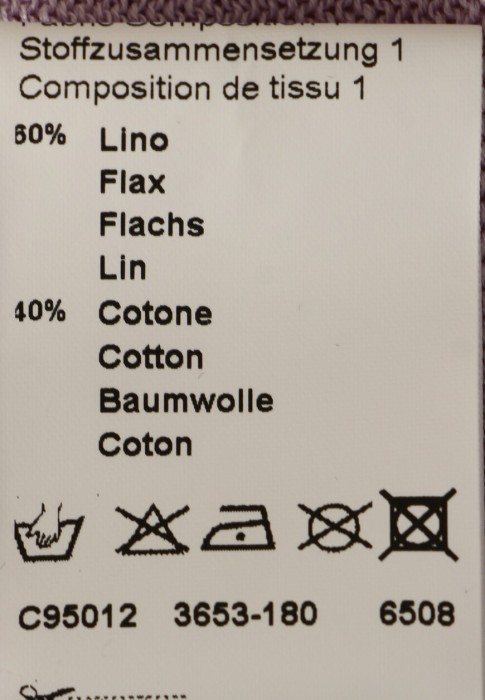 Stoffzusammensetzung 1
Composition de tissu 1
60% Lino
Flax
Flachs
Lin
40% Cotone
Cotton
Baumwolle
Coton
C95012 3653-180 6508